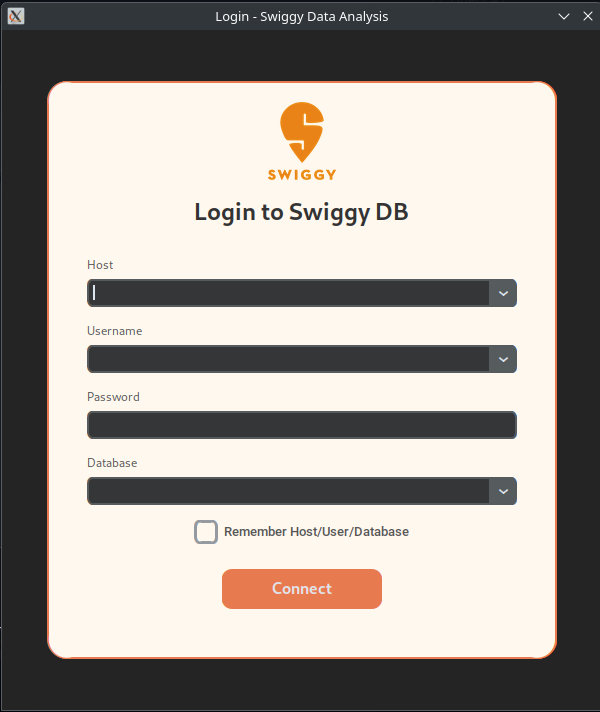 Login - Swiggy Data Analysis
SWIGGY
Login to Swiggy DB
Host
Username
Password
Database
Remember Host/User/Database
Connect